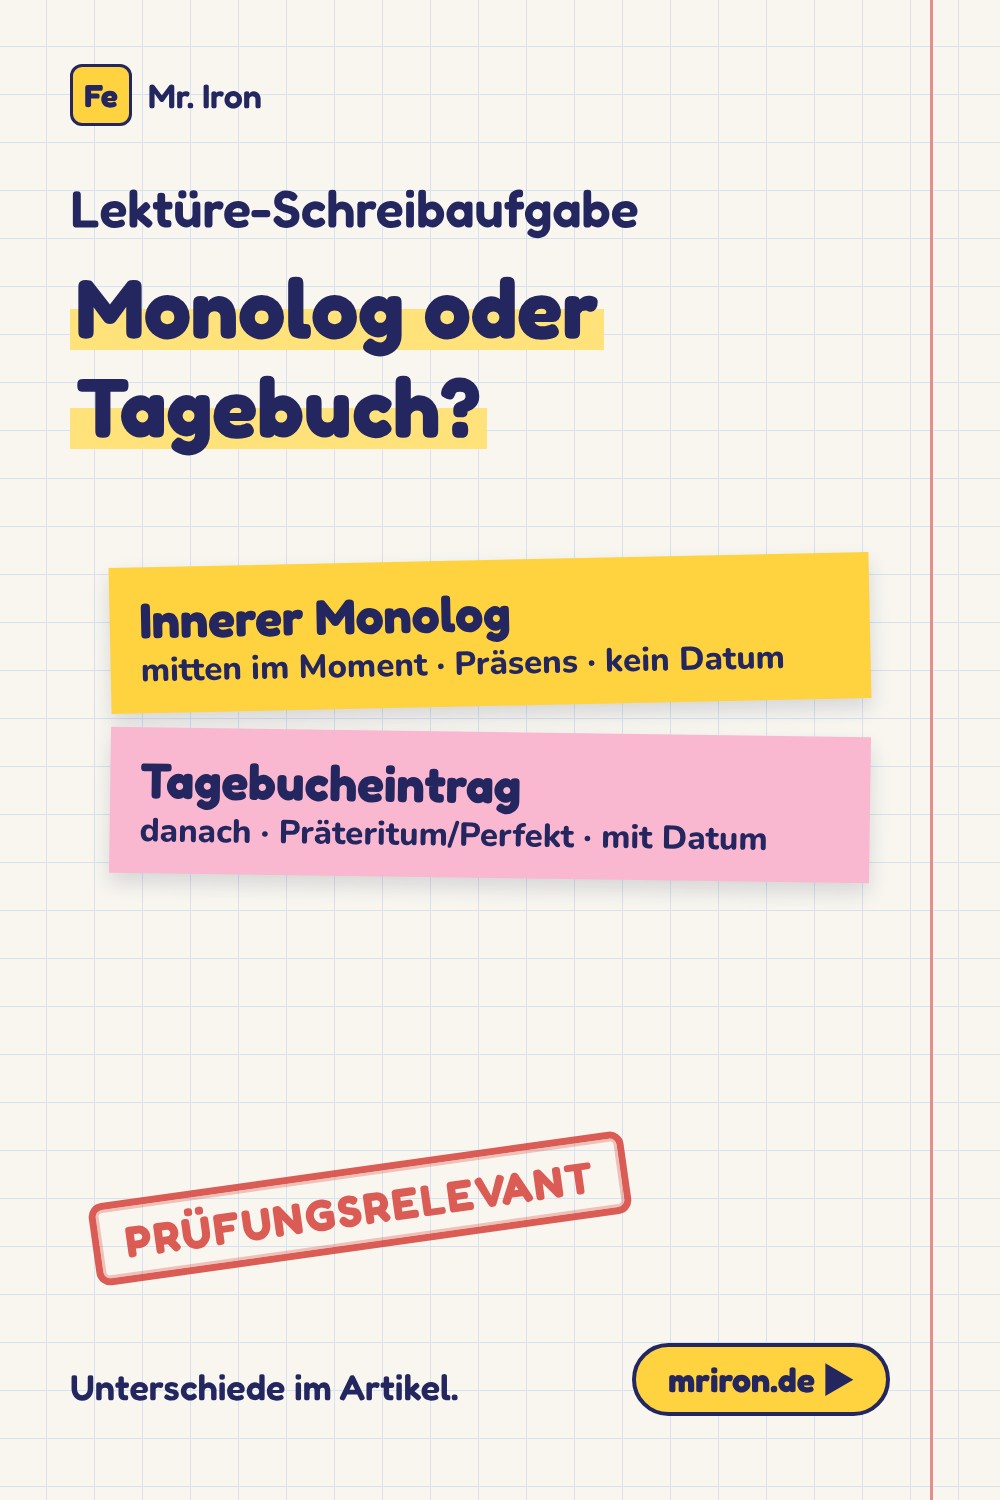 Fe Mr. Iron
Lektüre-Schreibaufgabe
Monolog oder
Tagebuch?
Innerer Monolog
mitten im Moment · Präsens · kein Datum
Tagebucheintrag
danach · Präteritum/Perfekt · mit Datum
PRÜFUNGSRELEVANT
Unterschiede im Artikel.
mriron.de ▶